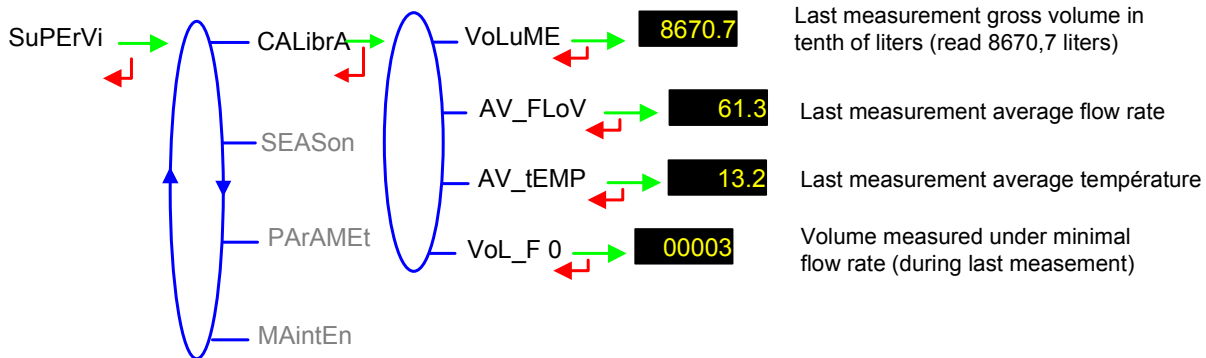 SuPErVi
CALibrA
SEASon
PArAMEt
MAintEn
VoLuME
8670.7
Last measurement gross volume in
tenth of liters (read 8670,7 liters)
AV_FLoV
61.3
Last measurement average flow rate
AV_tEMP
13.2
Last measurement average température
VoL_F 0
00003
Volume measured under minimal
flow rate (during last measement)